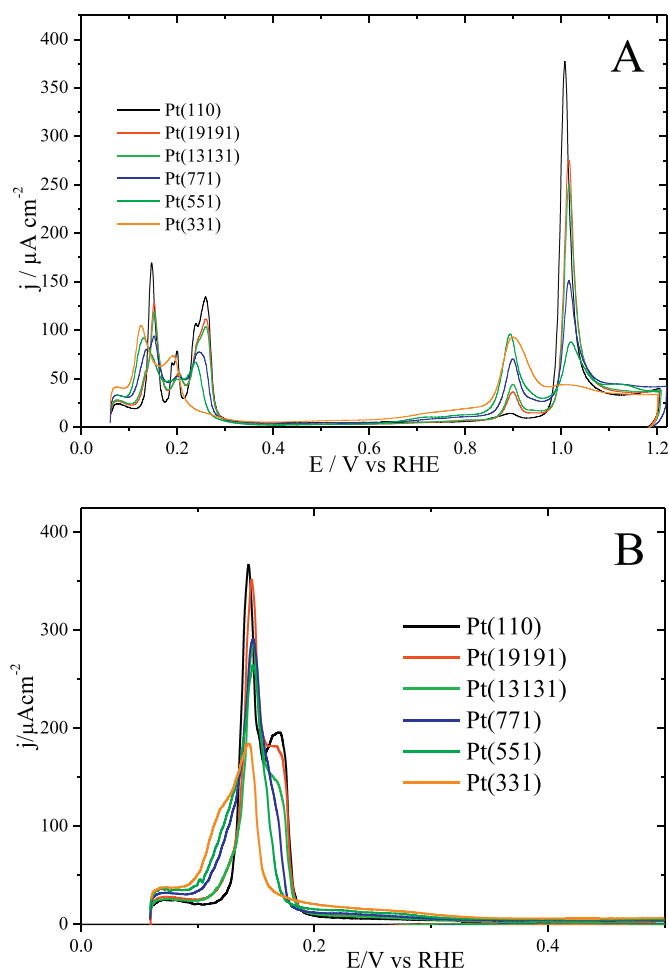 A
400
350
300
250
200
150
100
50
0
j / µA cm-2
Pt(110)
Pt(19191)
Pt(13131)
Pt(771)
Pt(551)
Pt(331)
0.0 0.2 0.4 0.6 0.8 1.0 1.2
E / V vs RHE
B
400
300
200
100
0
j/µAcm-2
Pt(110)
Pt(19191)
Pt(13131)
Pt(771)
Pt(551)
Pt(331)
0.0 0.2 0.4
E/V vs RHE